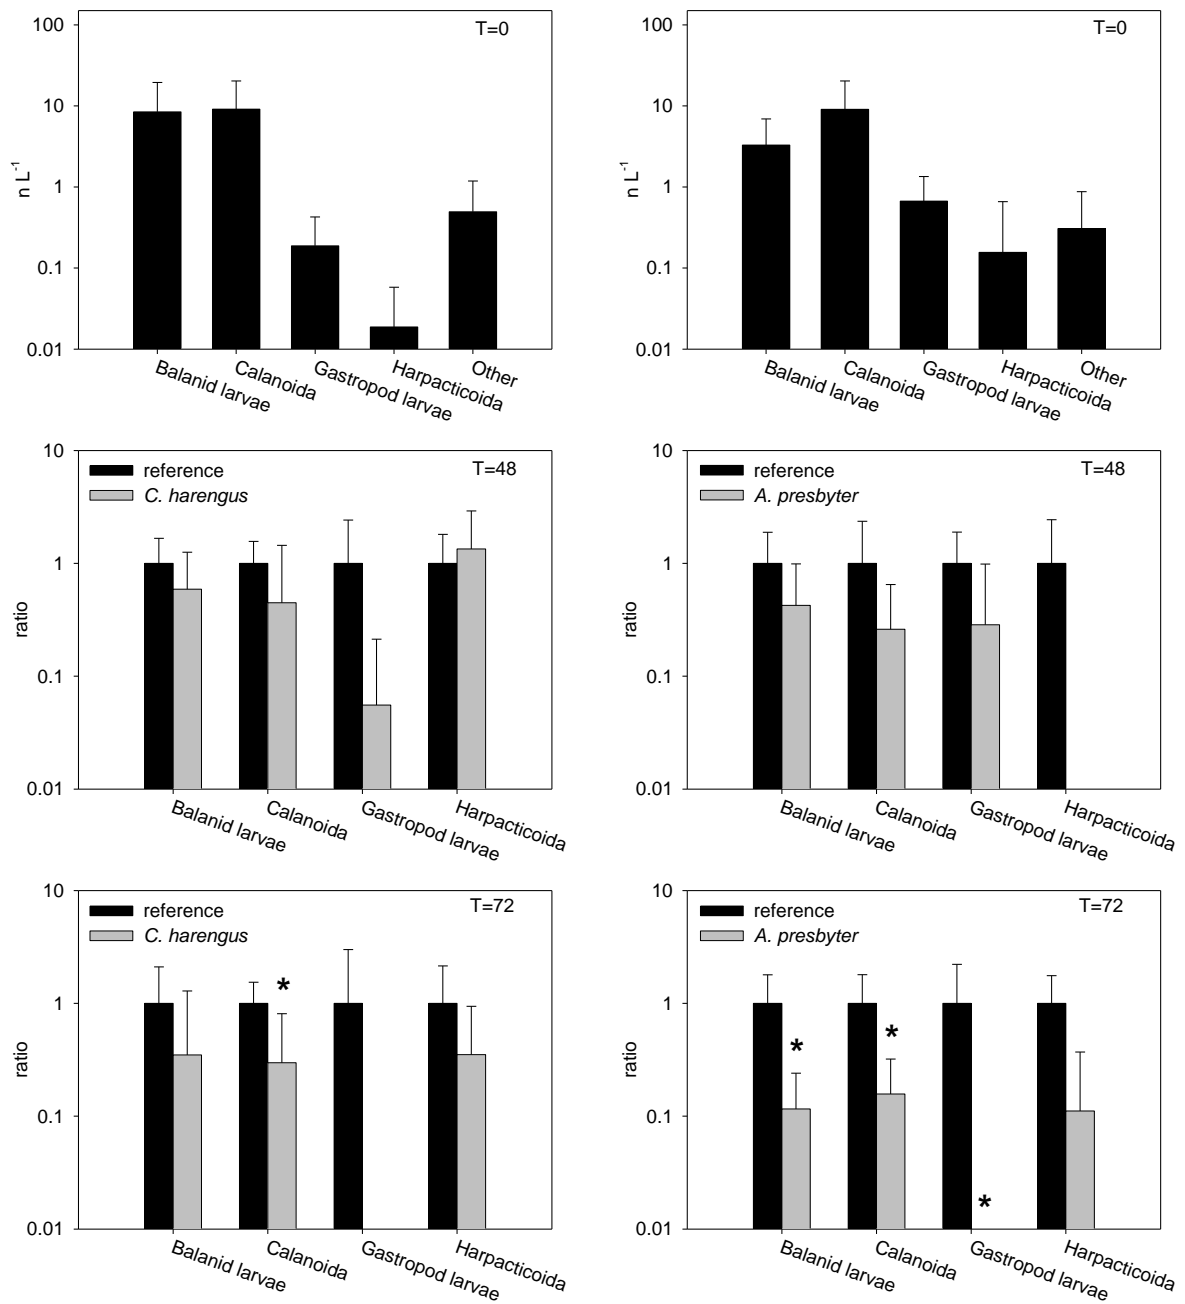 100
10
1
0.1
0.01
n L-1
T=0
Balanid larvae
Calanoida
Gastropod larvae
Harpacticoida
Other
100
10
1
0.1
0.01
n L-1
T=0
Balanid larvae
Calanoida
Gastropod larvae
Harpacticoida
Other
10
1
0.1
0.01
ratio
reference
C. harengus
T=48
Balanid larvae
Calanoida
Gastropod larvae
Harpacticoida
10
1
0.1
0.01
ratio
reference
A. presbyter
T=48
Balanid larvae
Calanoida
Gastropod larvae
Harpacticoida
10
1
0.1
0.01
ratio
reference
C. harengus
T=72
*
Balanid larvae
Calanoida
Gastropod larvae
Harpacticoida
10
1
0.1
0.01
ratio
reference
A. presbyter
T=72
*
*
*
Balanid larvae
Calanoida
Gastropod larvae
Harpacticoida